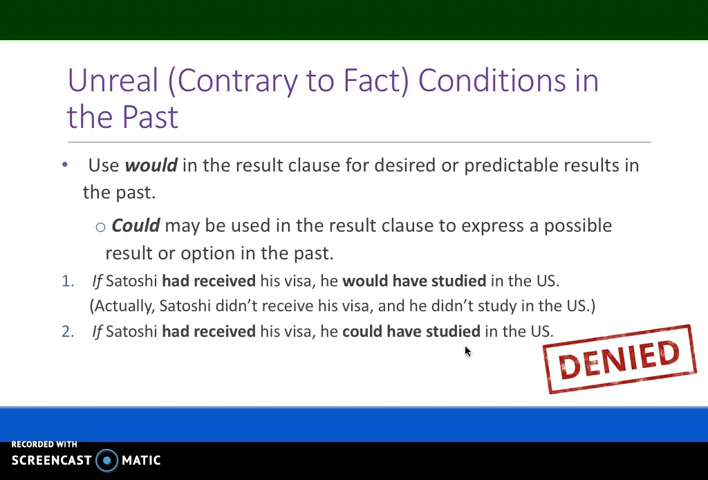 Unreal (Contrary to Fact) Conditions in
the Past
• Use would in the result clause for desired or predictable results in
the past.
○ Could may be used in the result clause to express a possible
result or option in the past.
1. If Satoshi had received his visa, he would have studied in the US.
(Actually, Satoshi didn't receive his visa, and he didn't study in the US.)
2. If Satoshi had received his visa, he could have studied in the US.
DENIED
RECORDED WITH
SCREENCAST MATIC